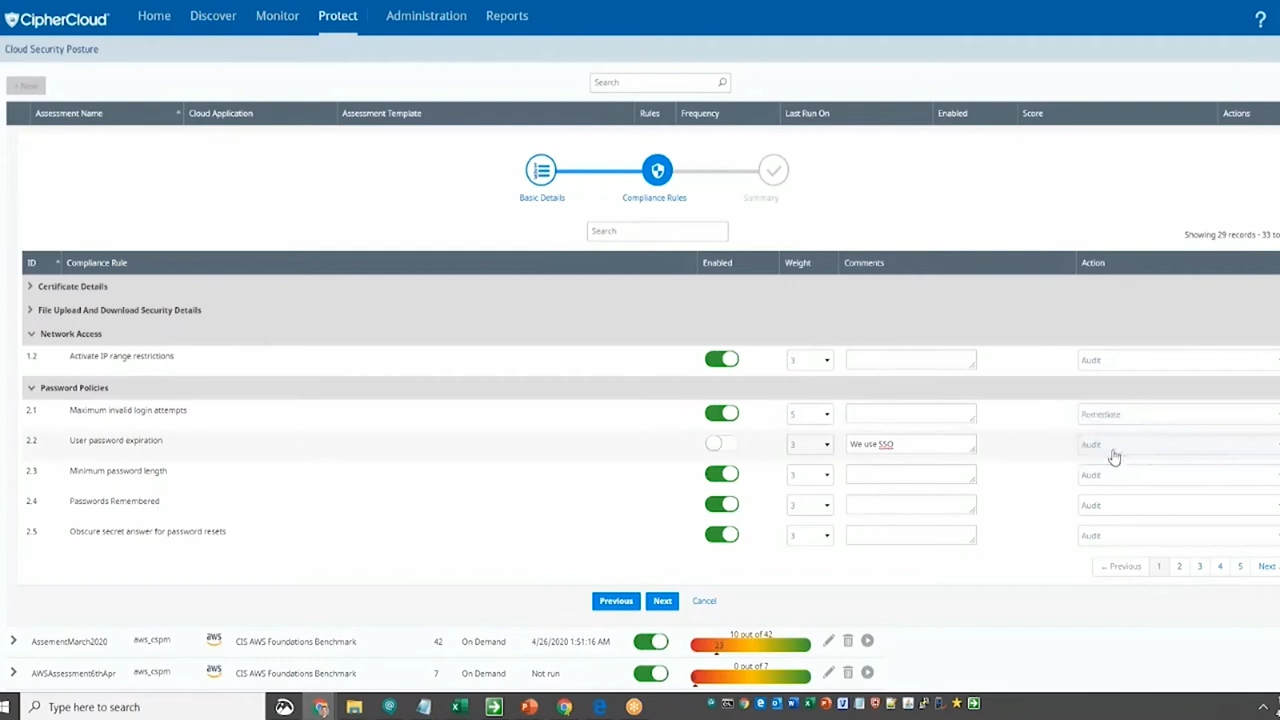 CipherCloud Home Discover Monitor Protect Administration Reports ?
Cloud Security Posture
+ New Search
Assessment Name Cloud Application Assessment Template Rules Frequency Last Run On Enabled Score Actions
Basic Details Compliance Rules Summary
Search
Showing 29 records - 33 to
ID Compliance Rule Enabled Weight Comments Action
Certificate Details
File Upload And Download Security Details
Network Access
1.2 Activate IP range restrictions 3 Audit
Password Policies
2.1 Maximum invalid login attempts 5 Remediate
2.2 User password expiration 3 We use SSO Audit
2.3 Minimum password length 3 Audit
2.4 Passwords Remembered 3 Audit
2.5 Obscure secret answer for password resets 3 Audit
← Previous 1 2 3 4 5 Next
Previous Next Cancel
AssementMarch2020 aws_cspm aws CIS AWS Foundations Benchmark 42 On Demand 4/26/2020 1:51:16 AM 10 out of 42
23
AWSAssessment6thApr aws_cspm aws CIS AWS Foundations Benchmark 7 On Demand Not run 0 out of 7
Type here to search